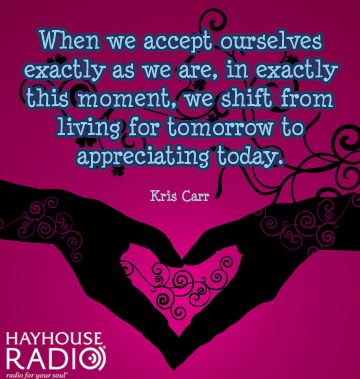 When we accept ourselves
exactly as we are, in exactly
this moment, we shift from
living for tomorrow to
appreciating today.
Kris Carr
HAYHOUSE
RADIO
radio for your soul®